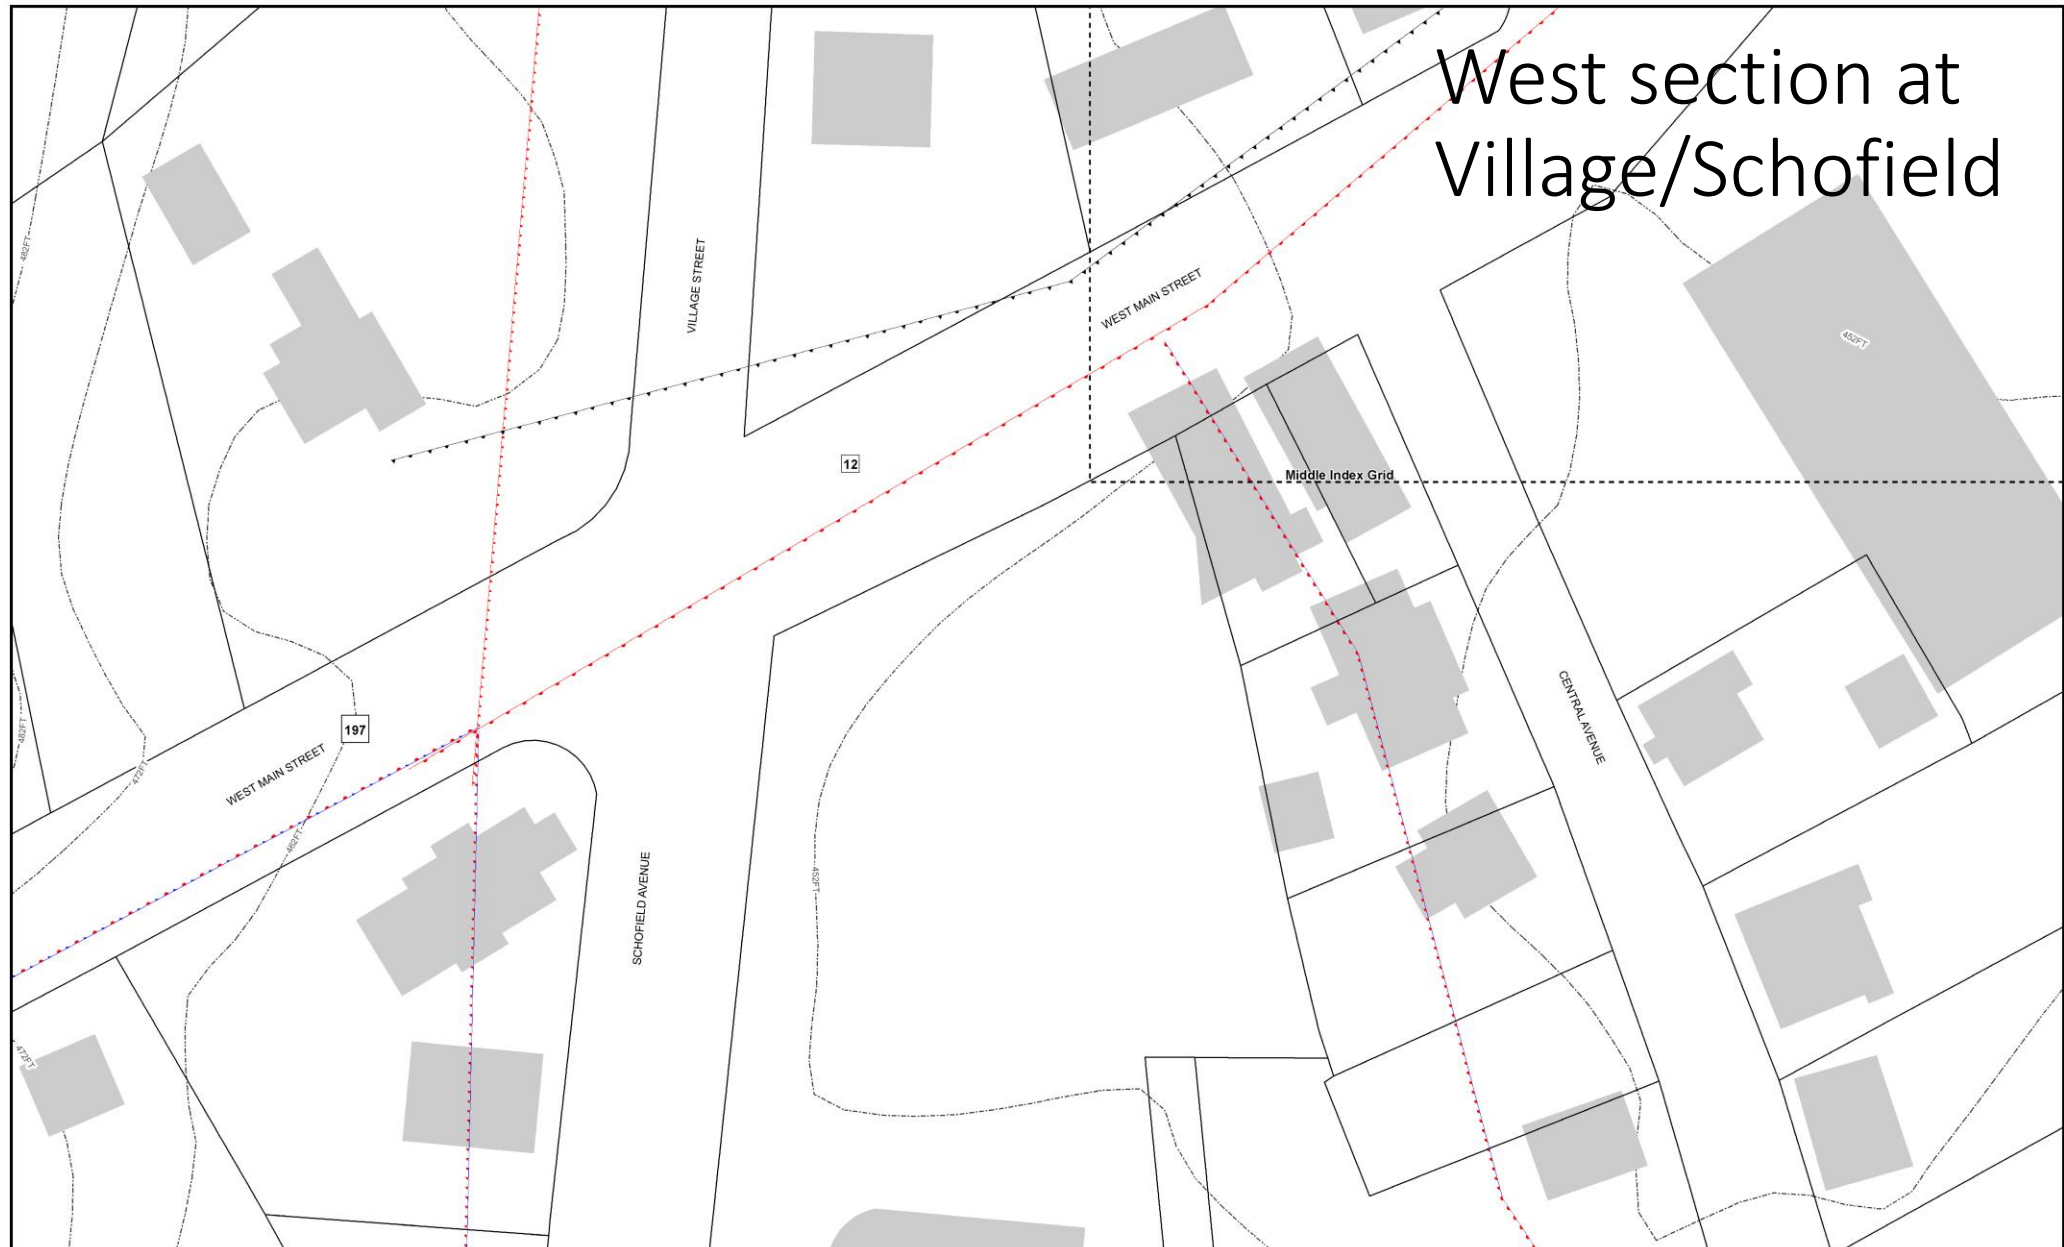 West section at
Village/Schofield
482FT
VILLAGE STREET
WEST MAIN STREET
452FT
12
Middle Index Grid
482FT
197
472FT
WEST MAIN STREET
462FT
CENTRAL AVENUE
452FT
SCHOFIELD AVENUE
472FT